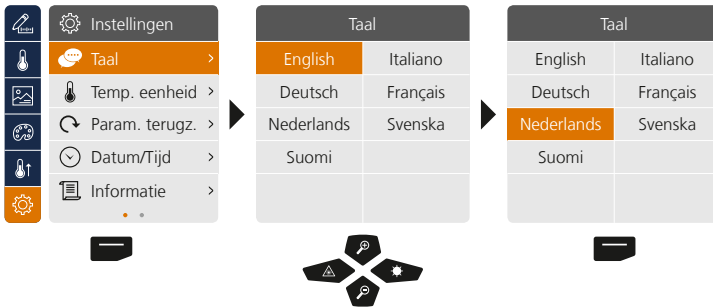 Instellingen
Taal
Temp. eenheid
Param. terugz.
Datum/Tijd
Informatie
Taal
English Italiano
Deutsch Français
Nederlands Svenska
Suomi
Taal
English Italiano
Deutsch Français
Nederlands Svenska
Suomi